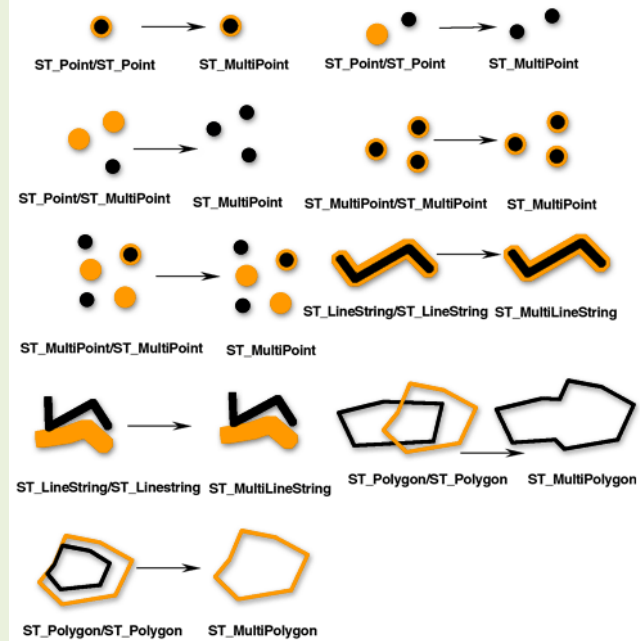 ST_Point/ST_Point
ST_MultiPoint
ST_Point/ST_Point
ST_MultiPoint
ST_Point/ST_MultiPoint
ST_MultiPoint
ST_MultiPoint/ST_MultiPoint
ST_MultiPoint
ST_MultiPoint/ST_MultiPoint
ST_MultiPoint
ST_LineString/ST_LineString
ST_MultiLineString
ST_LineString/ST_Linestring
ST_MultiLineString
ST_Polygon/ST_Polygon
ST_MultiPolygon
ST_Polygon/ST_Polygon
ST_MultiPolygon